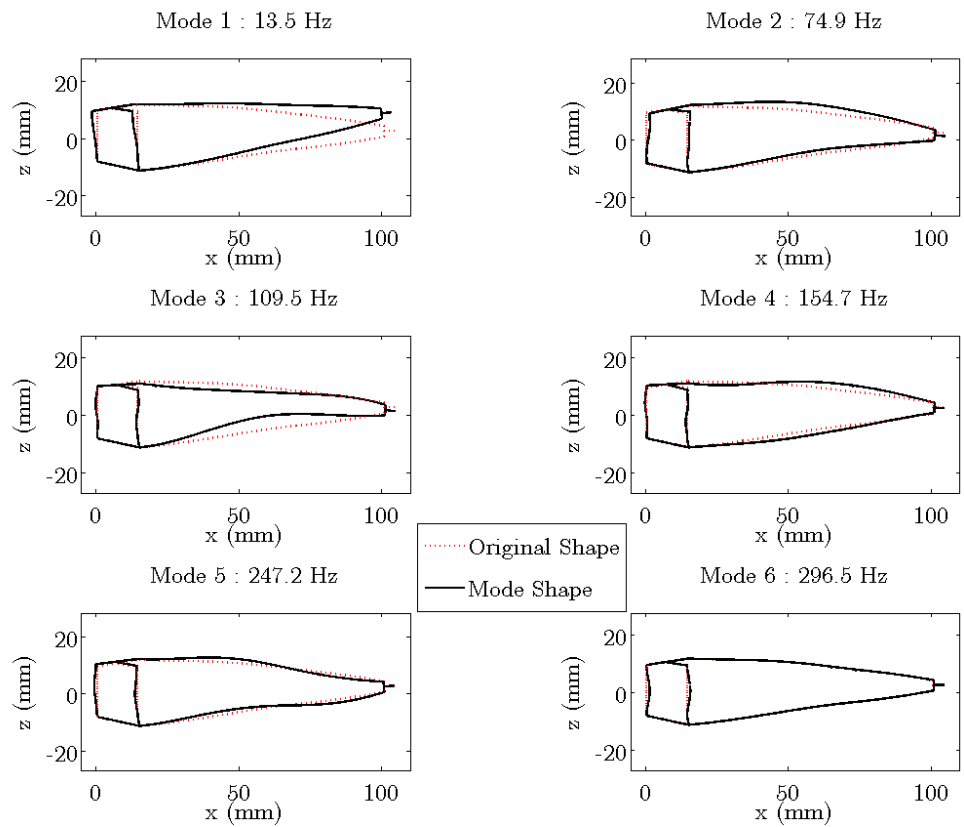 Mode 1 : 13.5 Hz
Mode 2 : 74.9 Hz
20
0
-20
z (mm)
0 50 100
x (mm)
20
0
-20
z (mm)
0 50 100
x (mm)
Mode 3 : 109.5 Hz
Mode 4 : 154.7 Hz
20
0
-20
z (mm)
0 50 100
x (mm)
20
0
-20
z (mm)
0 50 100
x (mm)
Original Shape
Mode Shape
Mode 5 : 247.2 Hz
Mode 6 : 296.5 Hz
20
0
-20
z (mm)
0 50 100
x (mm)
20
0
-20
z (mm)
0 50 100
x (mm)